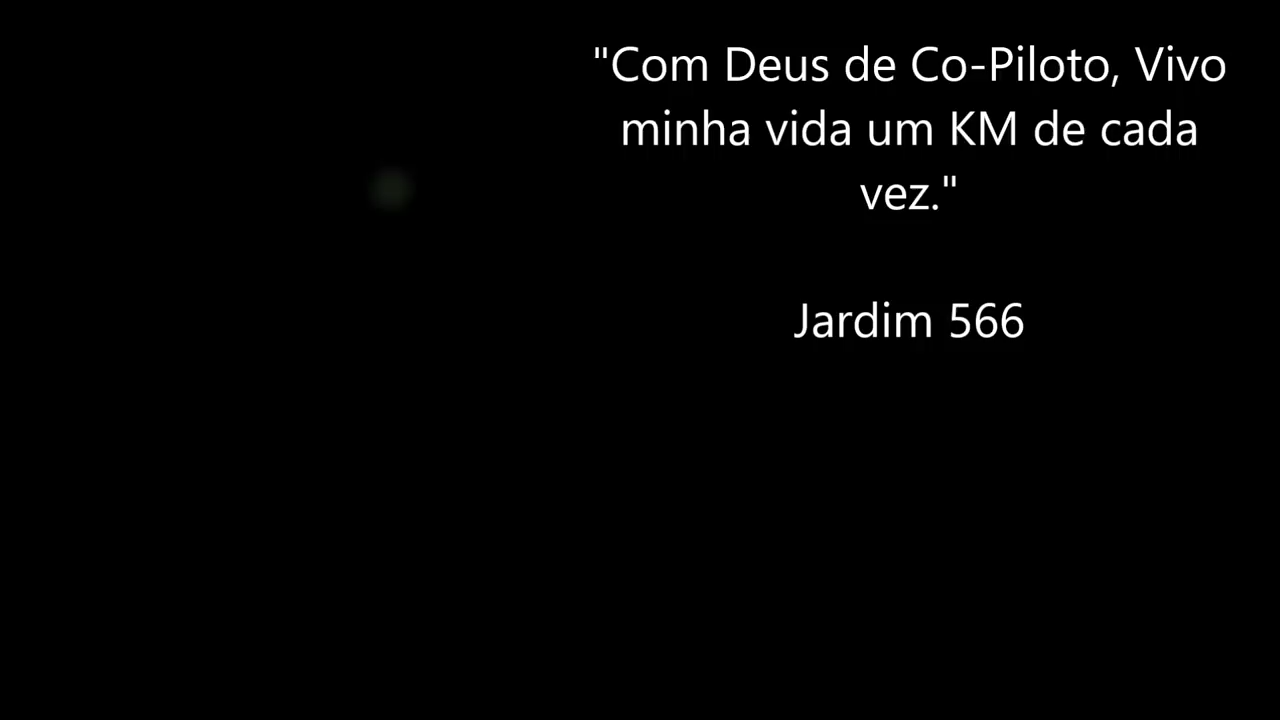 "Com Deus de Co-Piloto, Vivo
minha vida um KM de cada
vez."
Jardim 566